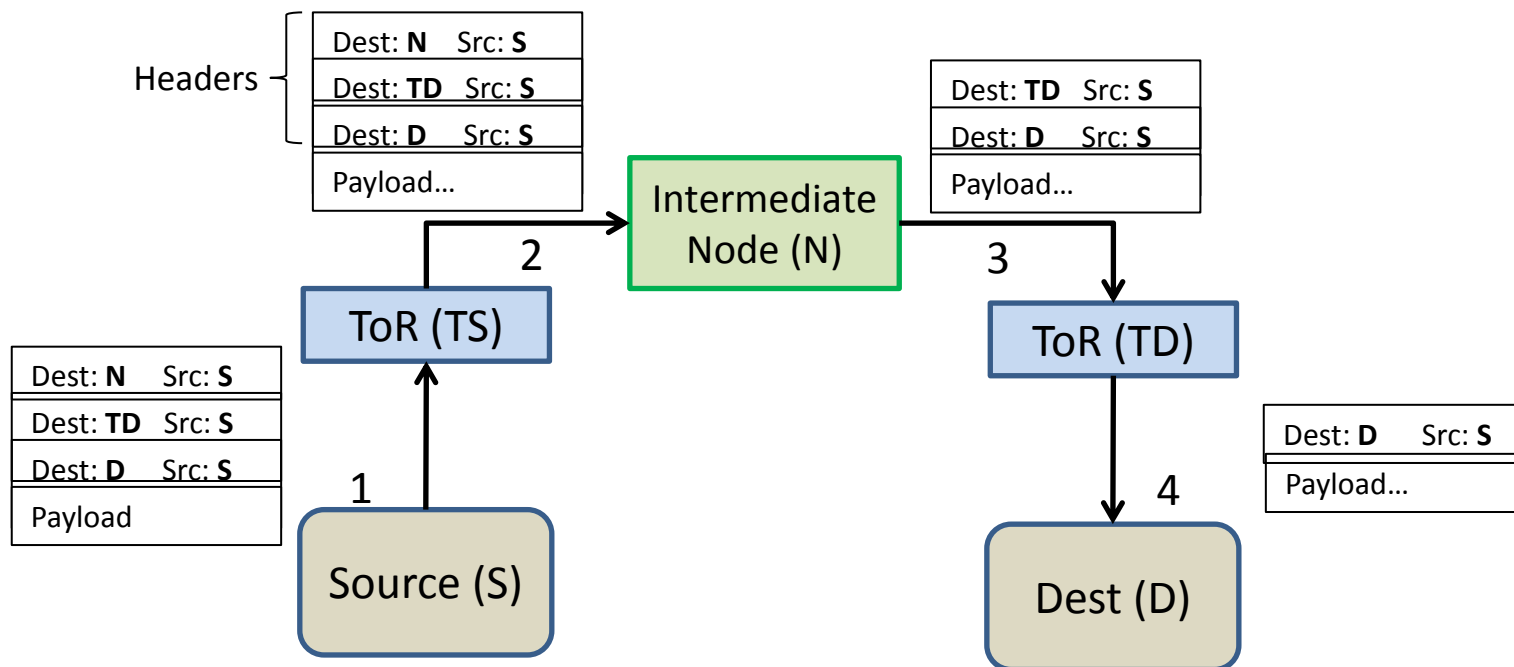 Headers
Dest: N Src: S
Dest: TD Src: S
Dest: D Src: S
Payload...
Dest: TD Src: S
Dest: D Src: S
Payload...
Intermediate
Node (N)
2
3
ToR (TS)
ToR (TD)
Dest: N Src: S
Dest: TD Src: S
Dest: D Src: S
Payload
1
Source (S)
4
Dest: D Src: S
Payload...
Dest (D)